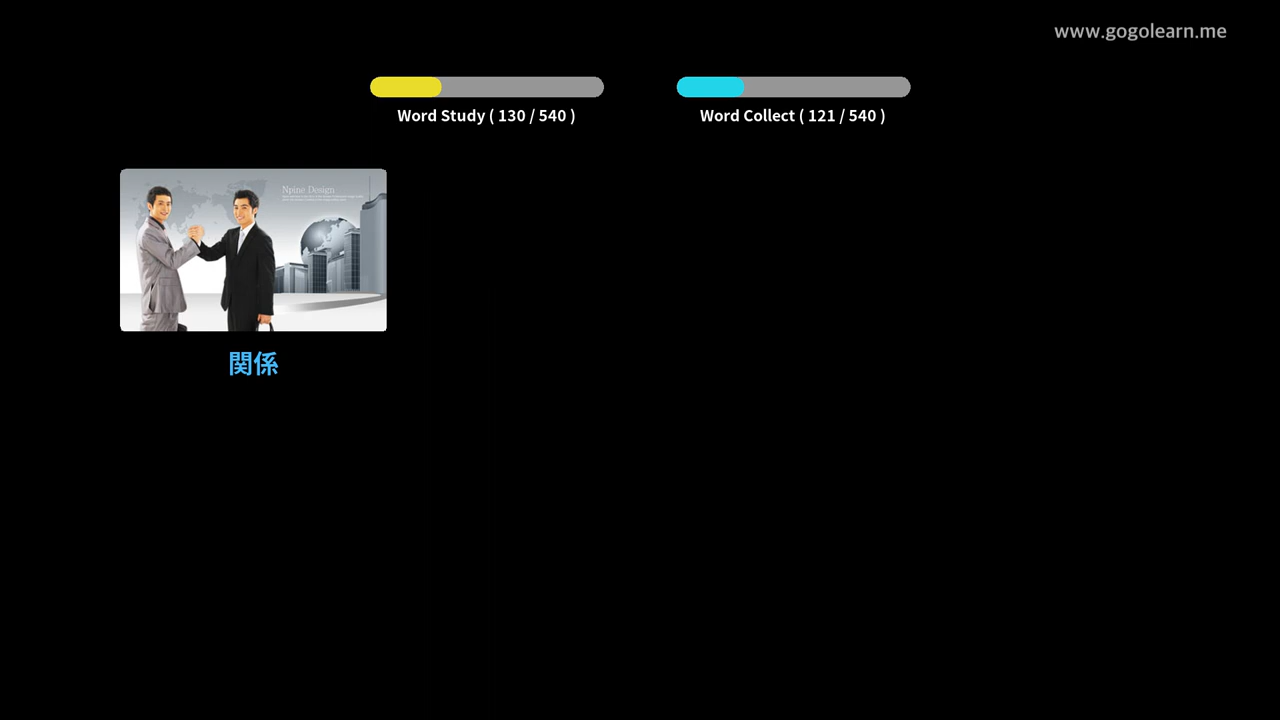 www.gogolearn.me
Word Study ( 130 / 540 )
Word Collect ( 121 / 540 )
Npine Design
関係